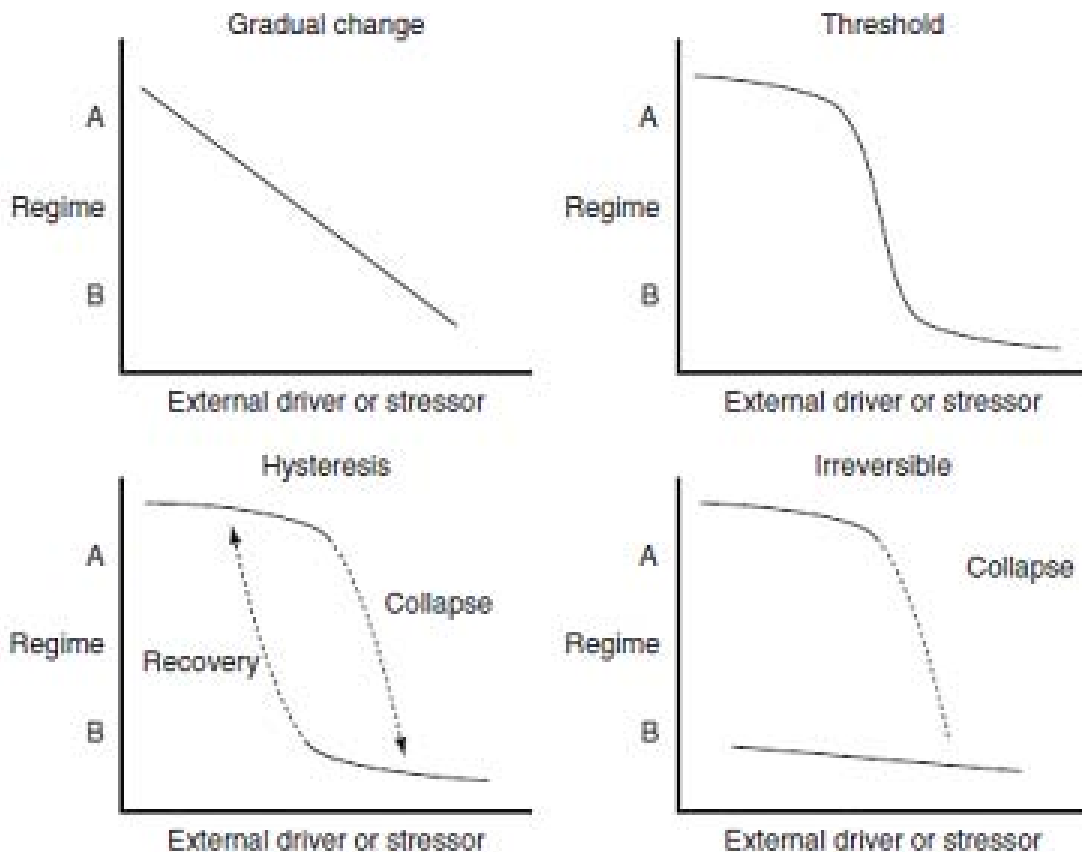 Gradual change
A
Regime
B
External driver or stressor
Threshold
A
Regime
B
External driver or stressor
Hysteresis
A
Collapse
Regime
Recovery
B
External driver or stressor
Irreversible
A
Collapse
Regime
B
External driver or stressor